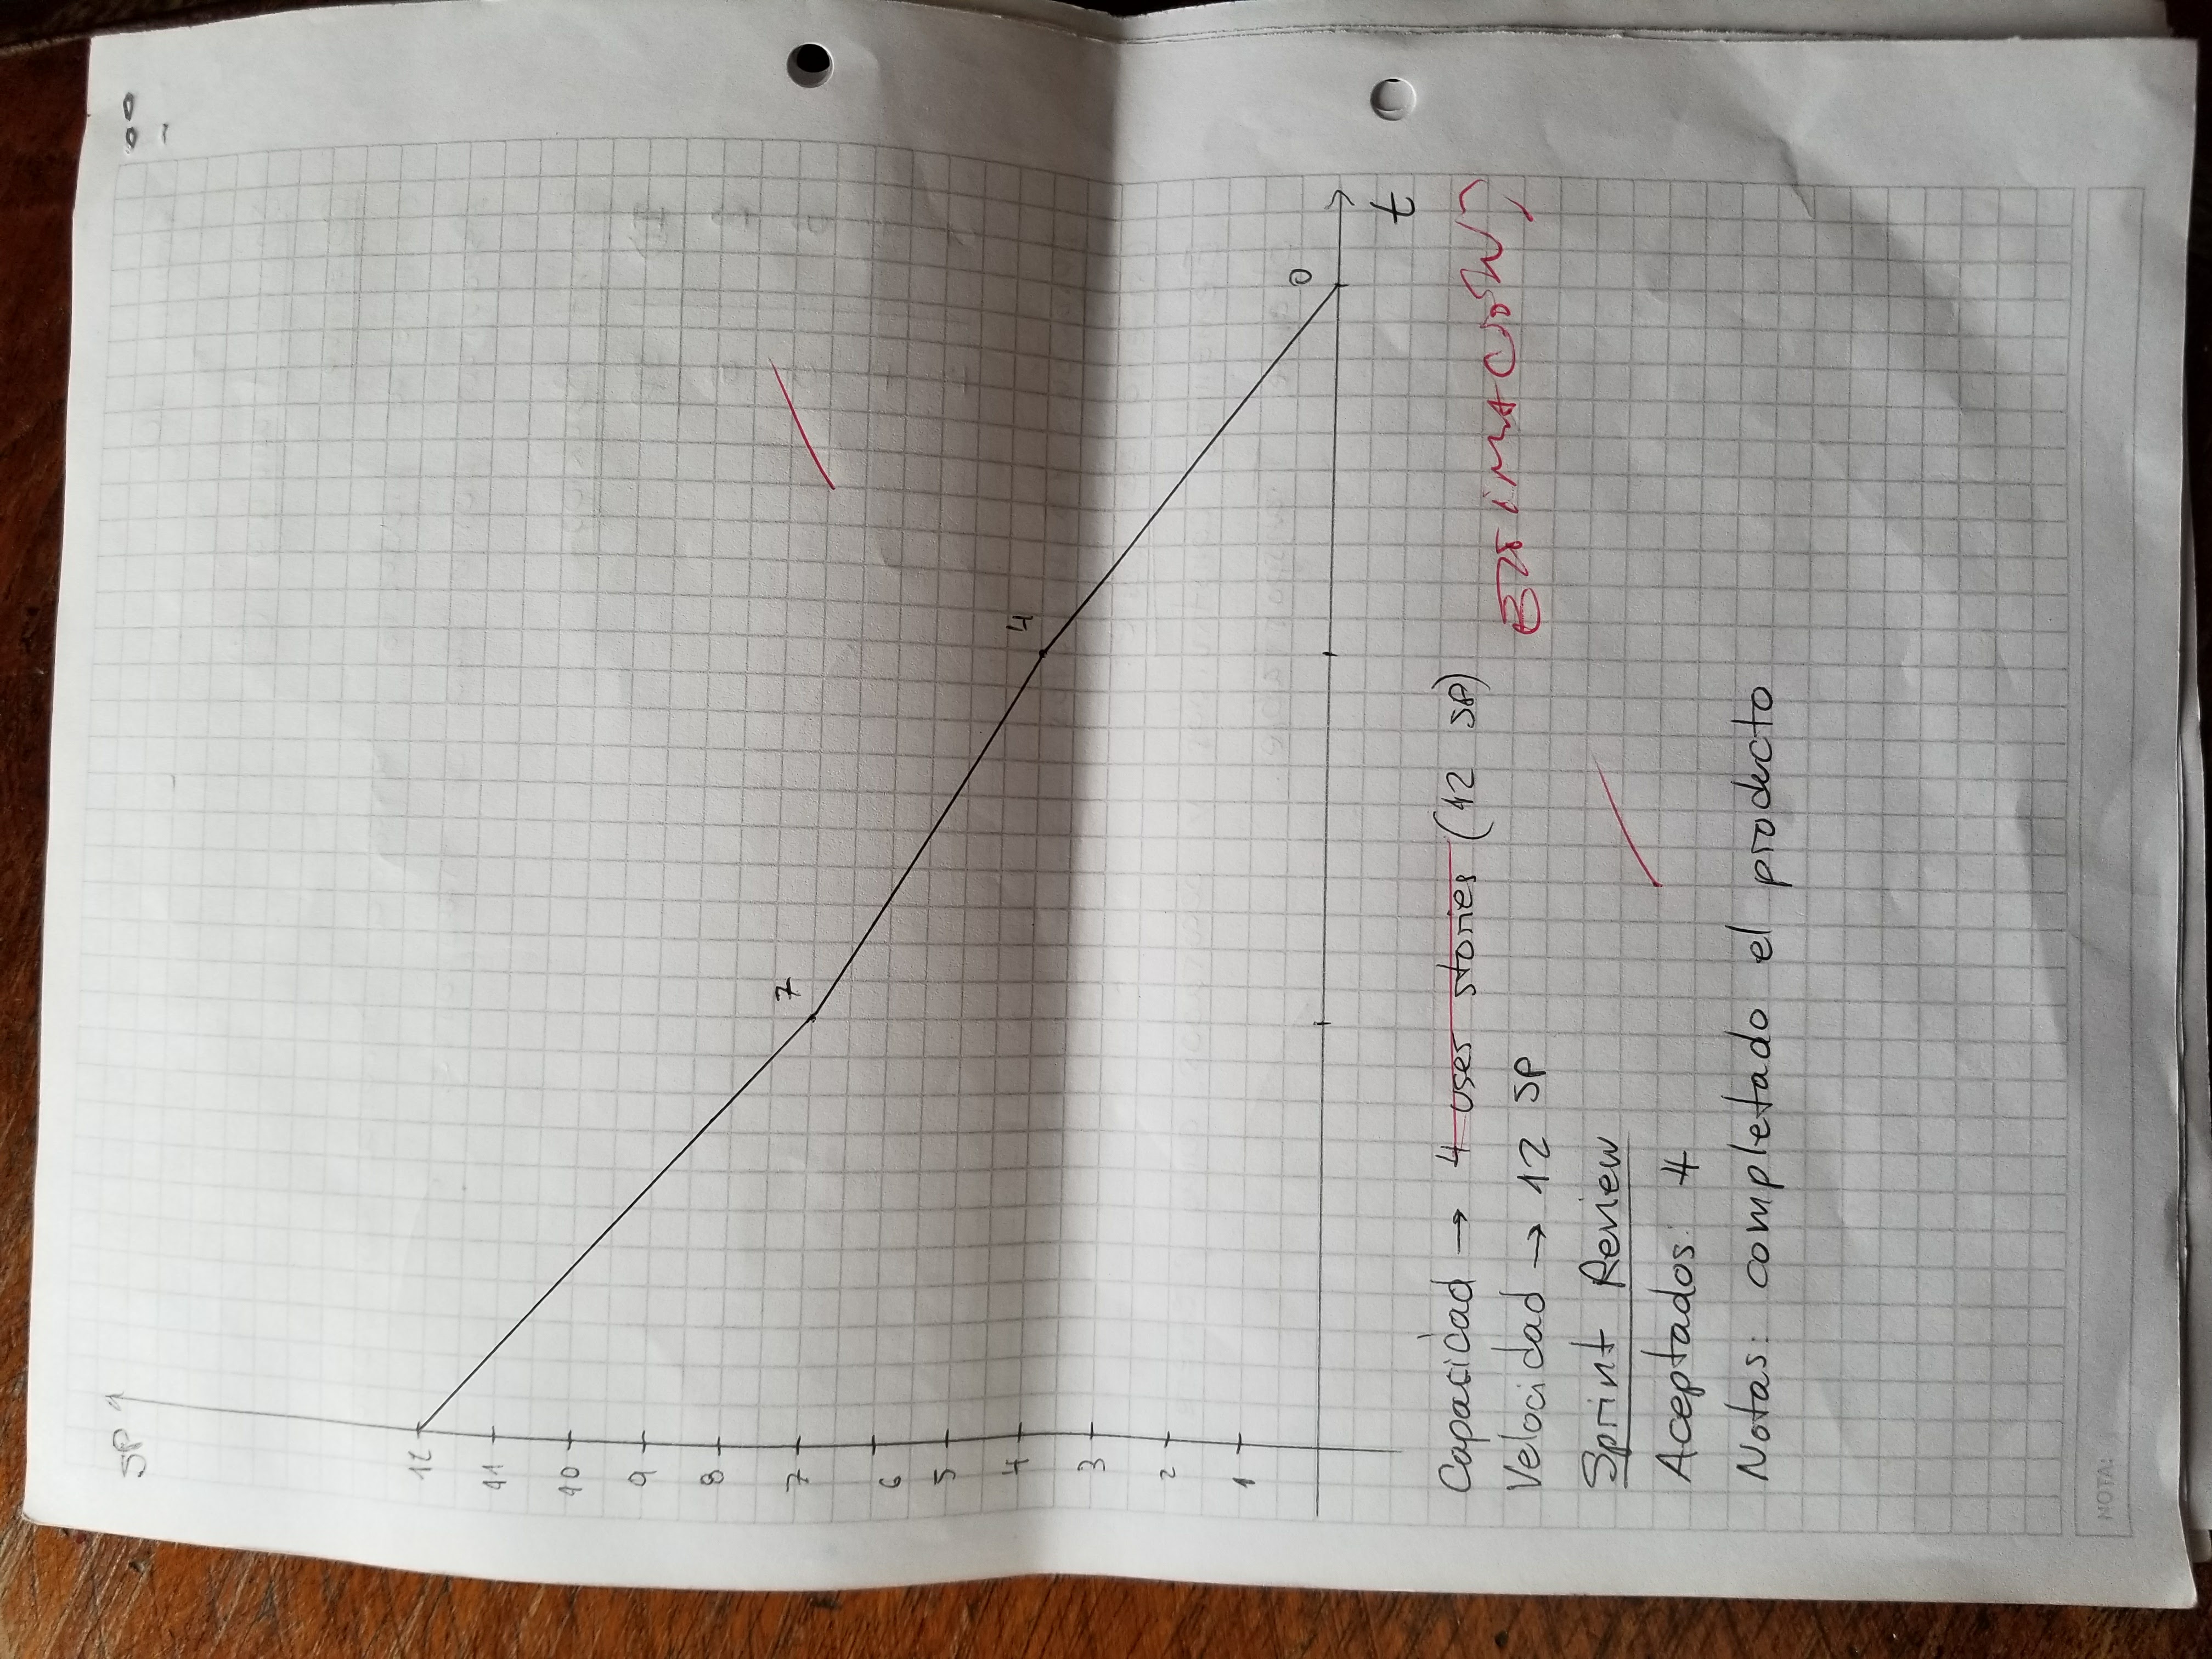 SP
12
11
10
9
8
7
7
6
5
4
4
3
2
1
0
t
Capacidad → 4 user stories (12 SP)
ESTIMACIÓN?
Velocidad → 12 SP
Sprint Review
Aceptados: 4
Notas: completado el producto
NOTA: